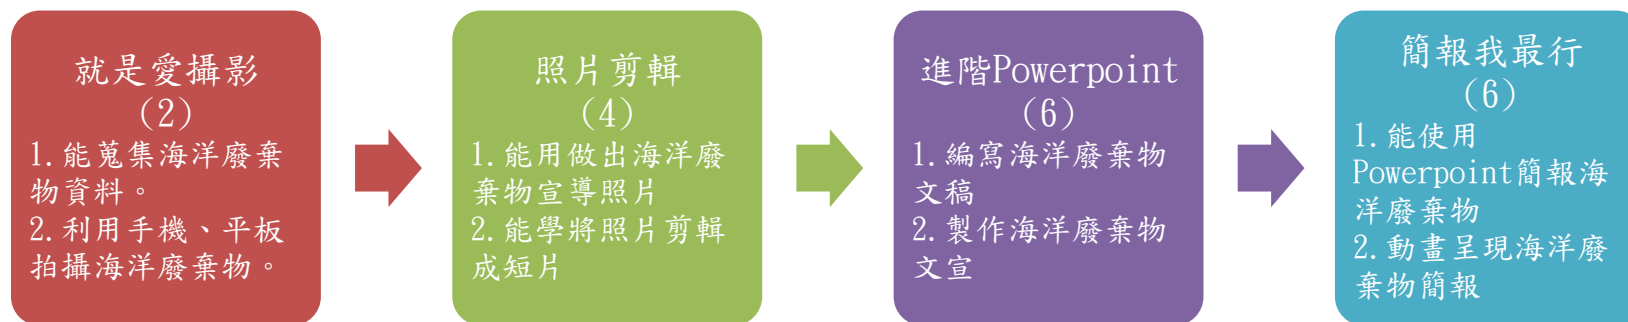 就是愛攝影
(2)
1.能蒐集海洋廢棄
物資料。
2.利用手機、平板
拍攝海洋廢棄物。
照片剪輯
(4)
1.能用做出海洋廢
棄物宣導照片
2.能學將照片剪輯
成短片
進階Powerpoint
(6)
1.編寫海洋廢棄物
文稿
2.製作海洋廢棄物
文宣
簡報我最行
(6)
1.能使用
Powerpoint簡報海
洋廢棄物
2.動畫呈現海洋廢
棄物簡報